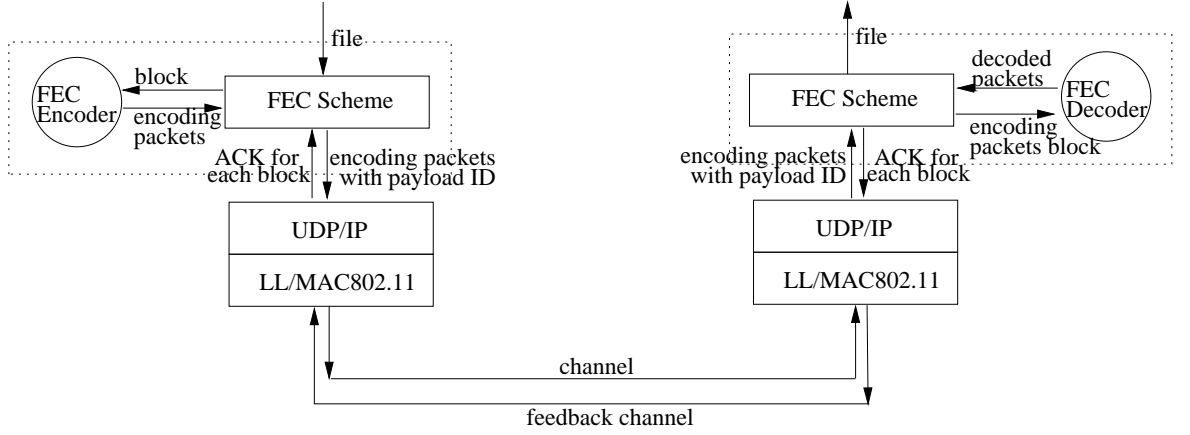 file
block
FEC
Encoder
encoding
packets
FEC Scheme
ACK for
each block
encoding packets
with payload ID
UDP/IP
LL/MAC802.11
file
FEC Scheme
decoded
packets
FEC
Decoder
encoding
packets block
encoding packets
with payload ID
ACK for
each block
UDP/IP
LL/MAC802.11
channel
feedback channel